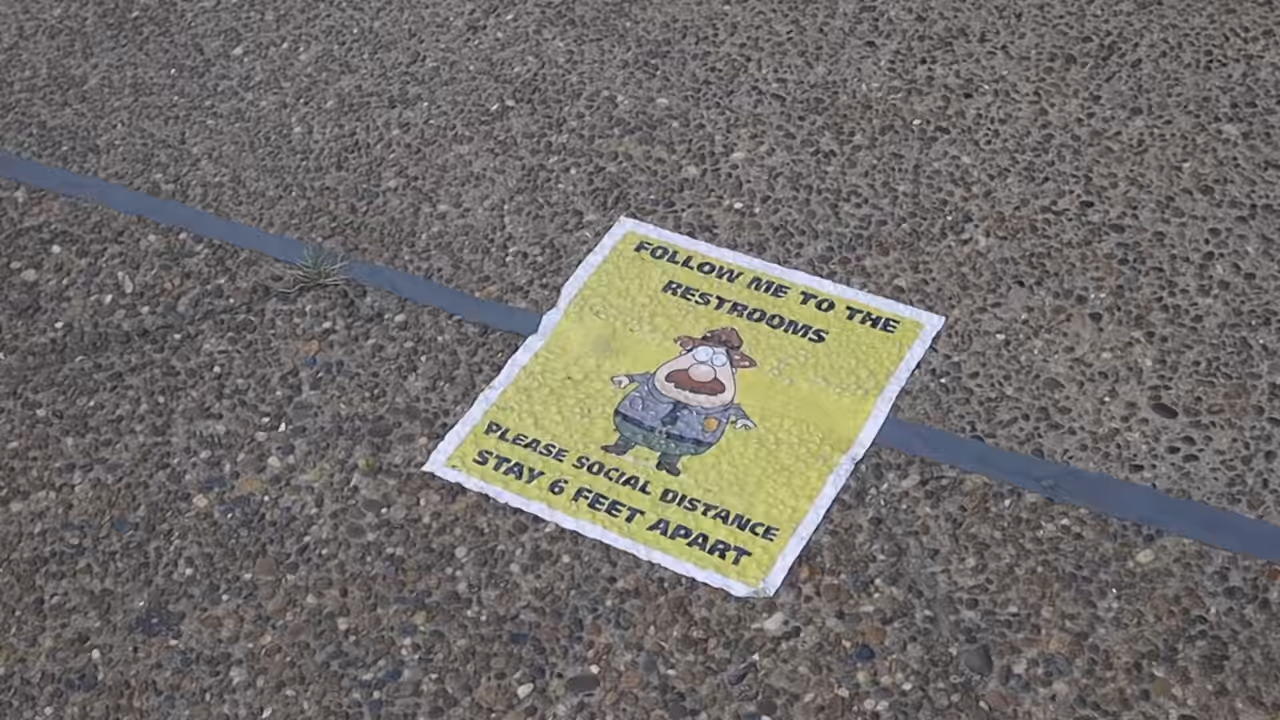 FOLLOW ME TO THE
RESTROOMS
PLEASE SOCIAL DISTANCE
STAY 6 FEET APART